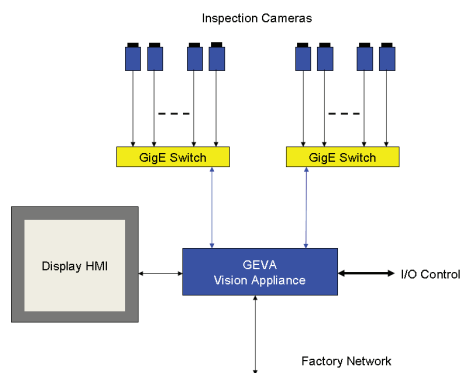 Inspection Cameras
GigE Switch
GigE Switch
Display HMI
GEVA
Vision Appliance
I/O Control
Factory Network